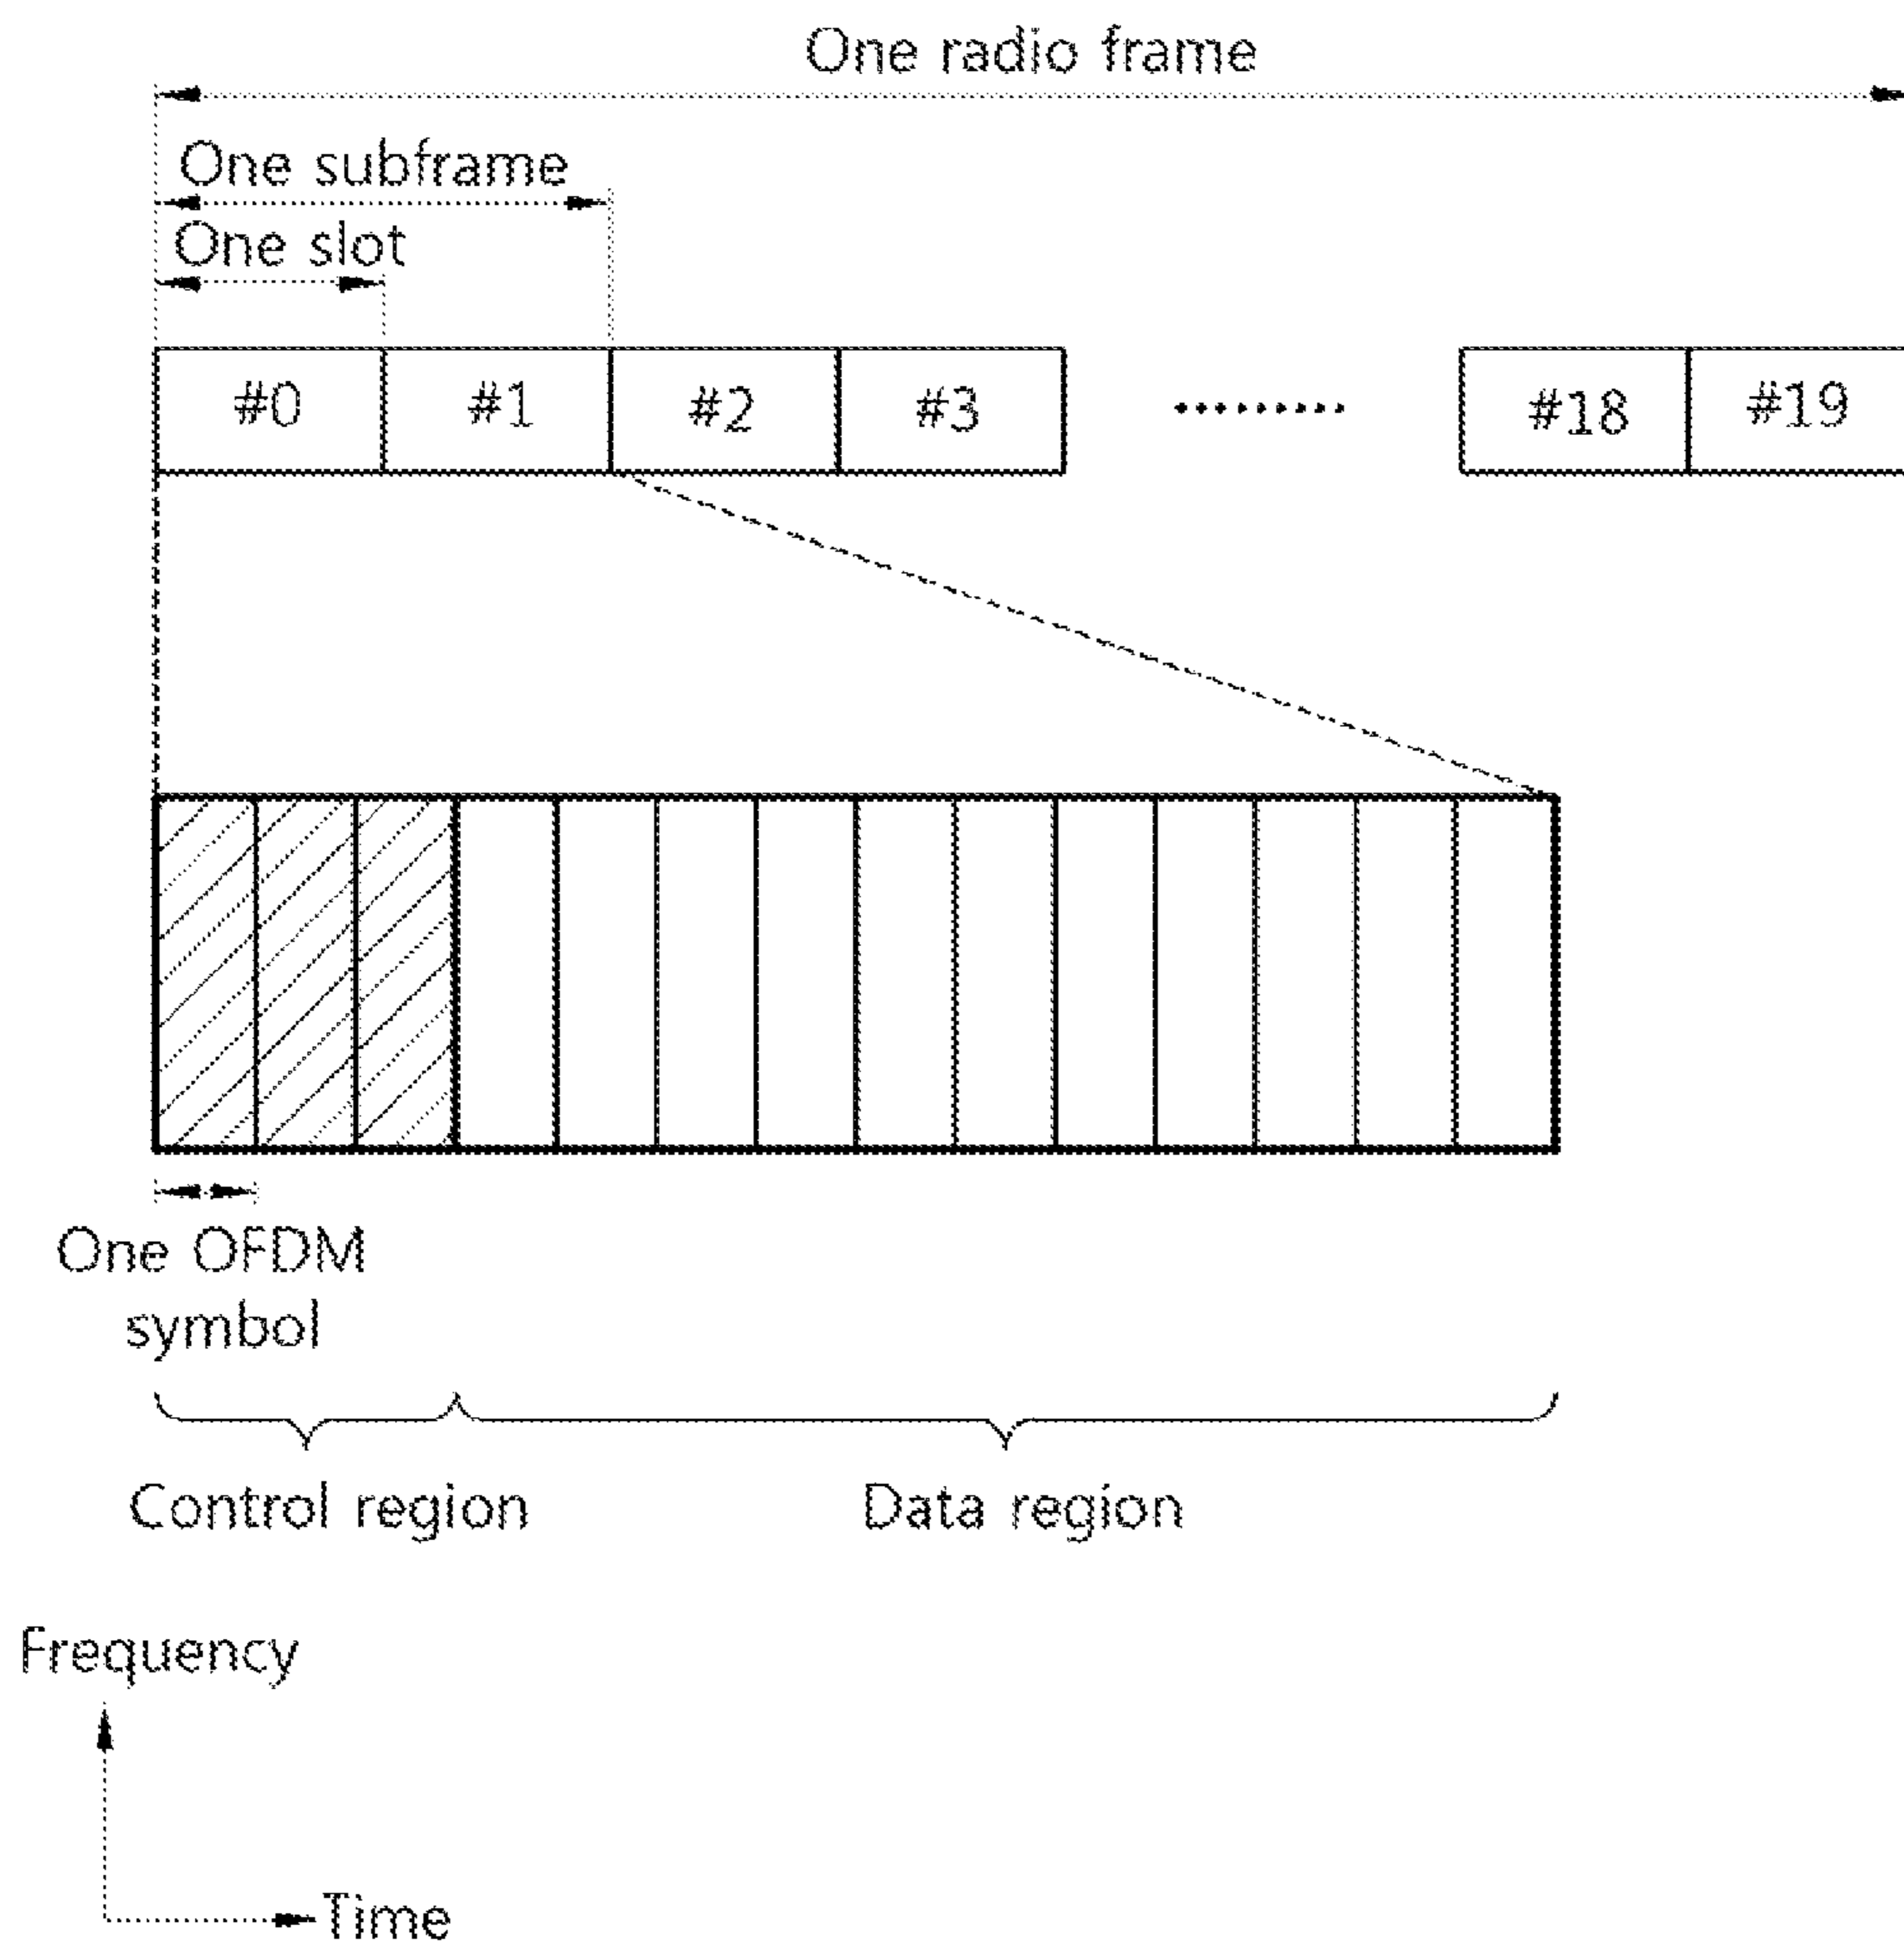 One radio frame
One subframe
One slot
#0 #1 #2 #3 ......... #18 #19
One OFDM
symbol
Control region Data region
Frequency
Time